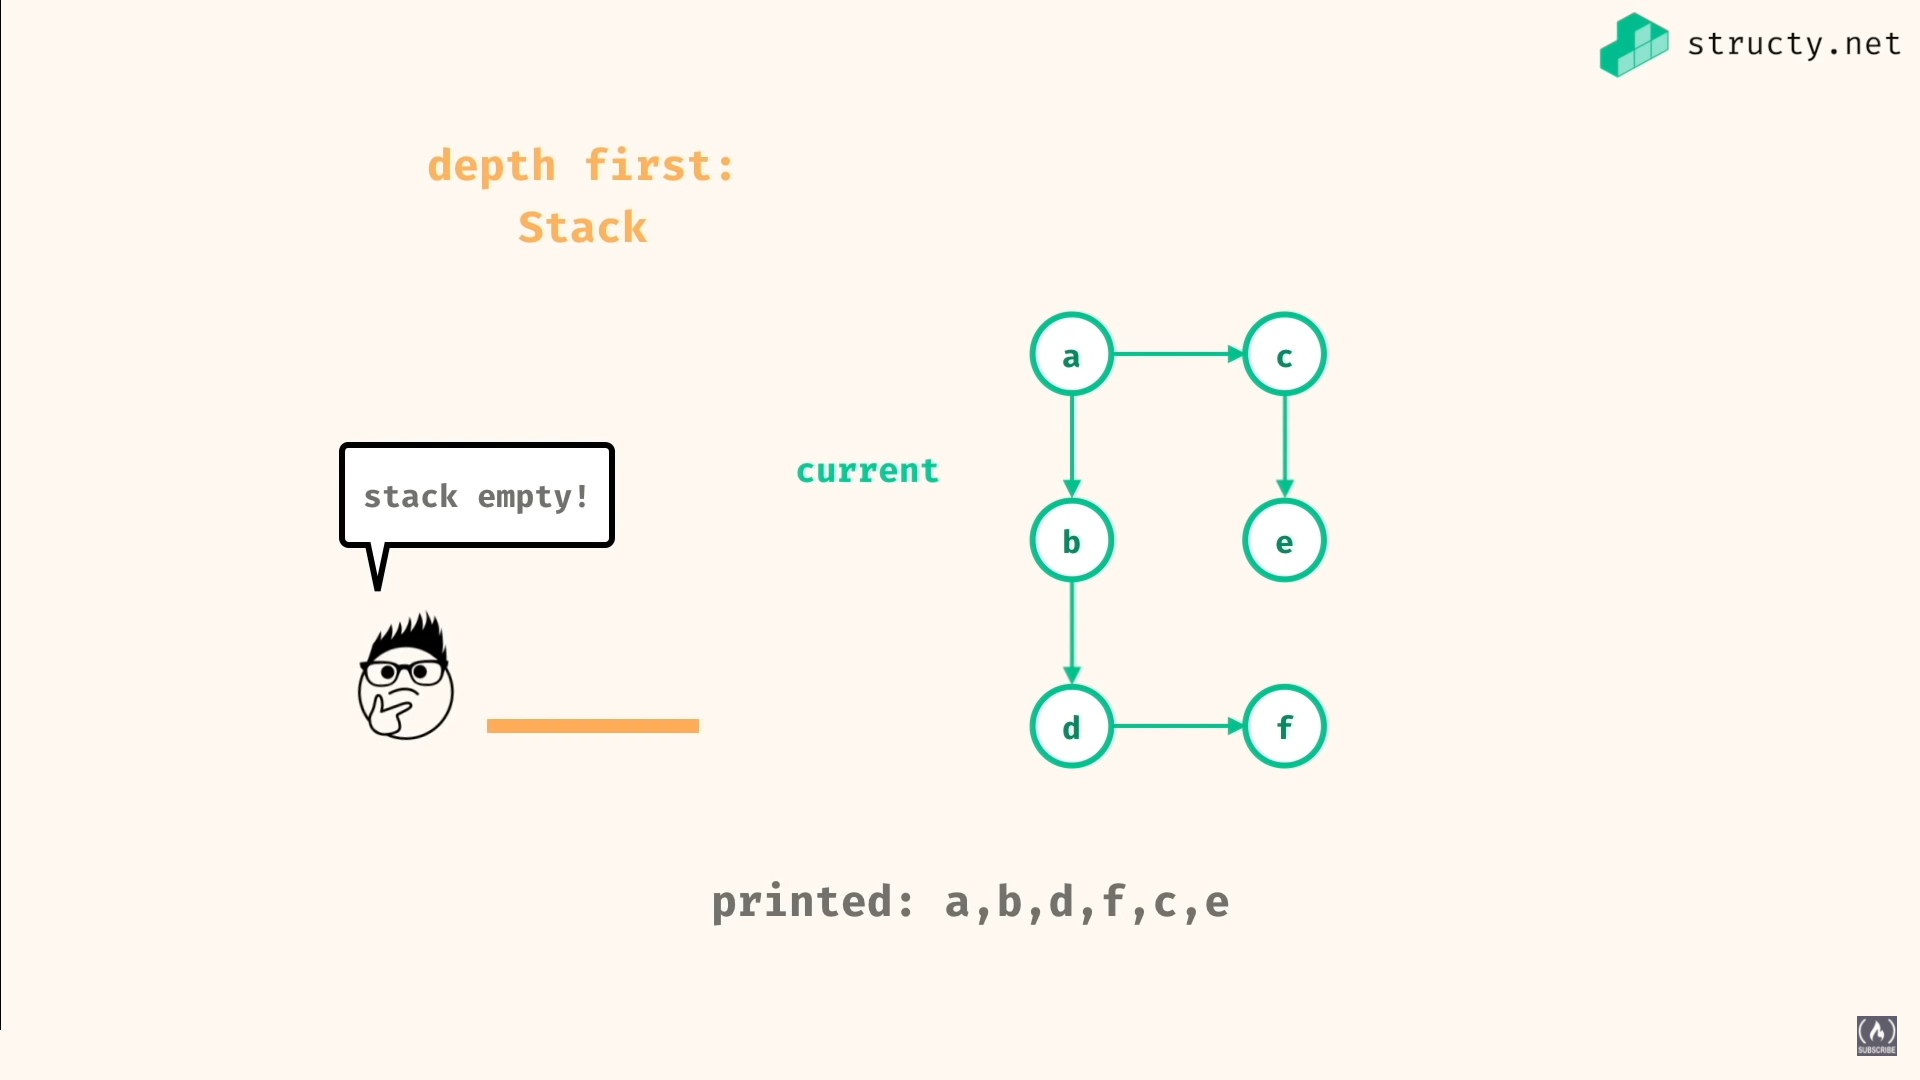 structy.net
depth first:
Stack
a
c
stack empty!
current
b
e
d
f
printed: a,b,d,f,c,e
SUBSCRIBE